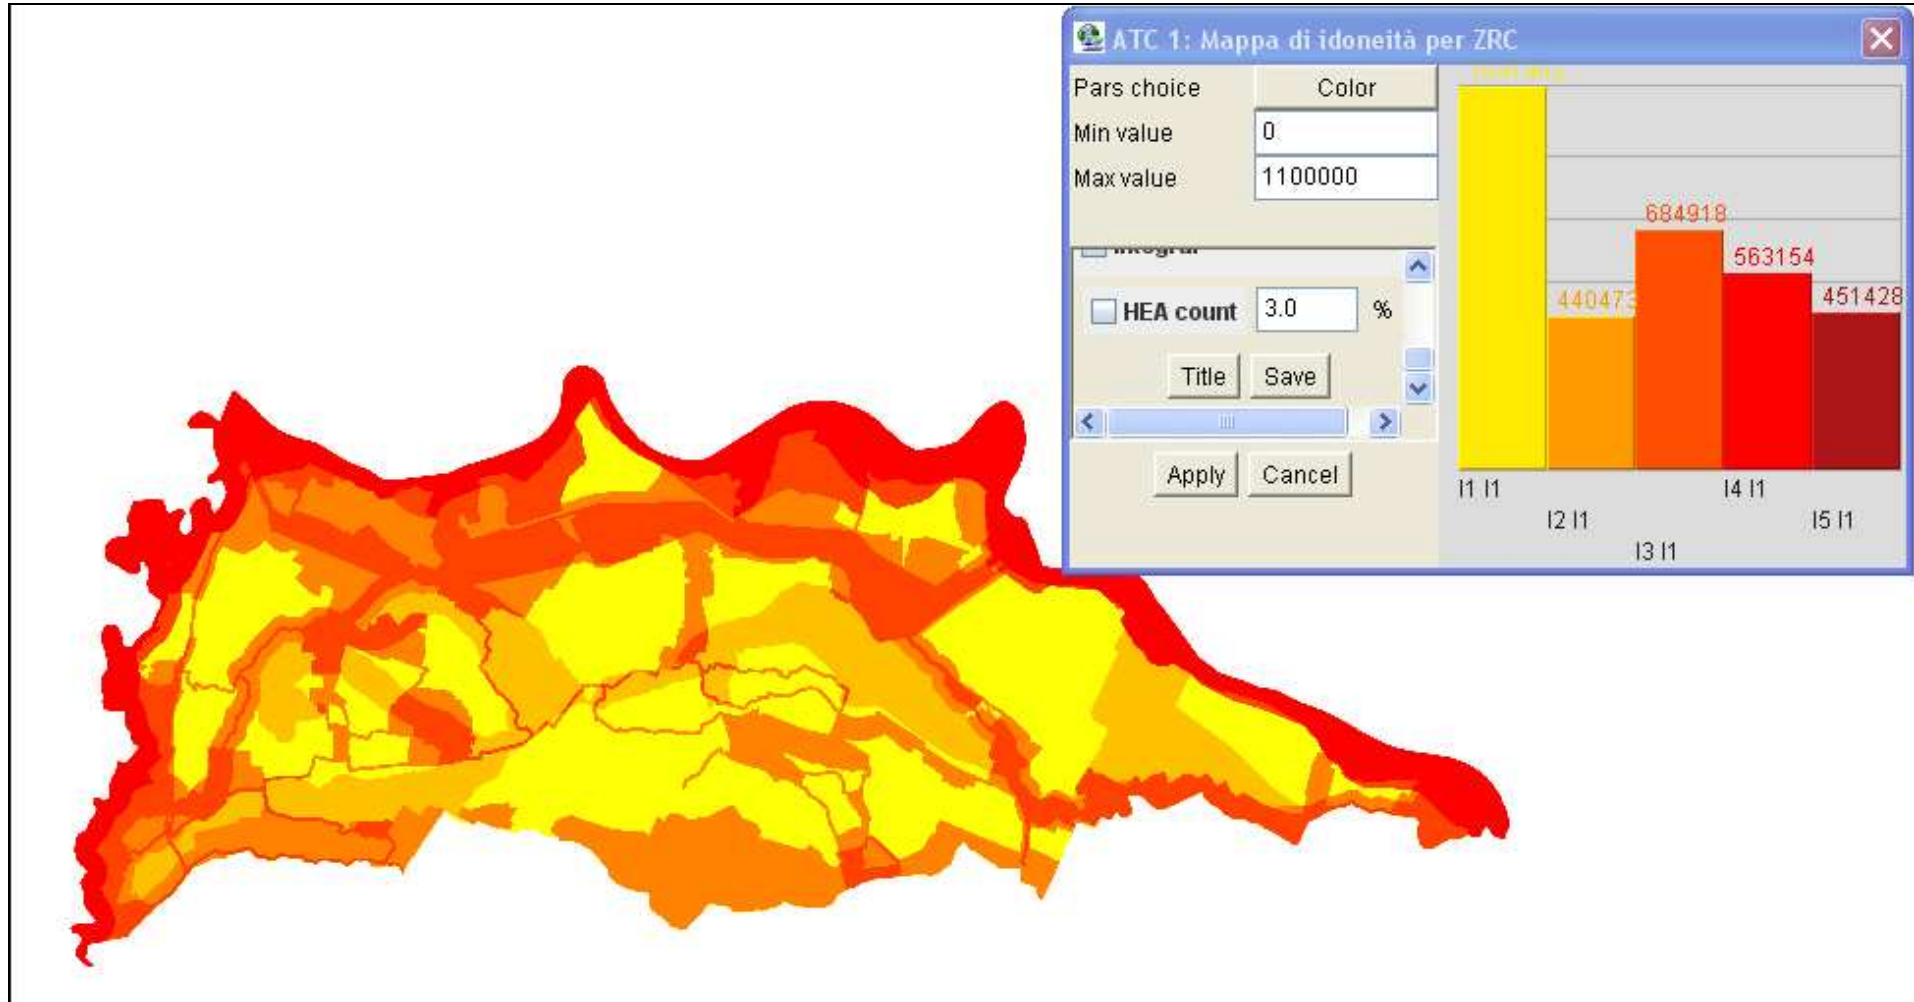 ATC 1: Mappa di idoneità per ZRC
Pars choice Color
Min value 0
Max value 1100000
HEA count 3.0 %
Title Save
Apply Cancel
684918
563154
440473
451428
I1 I1
I4 I1
I2 I1
I5 I1
I3 I1